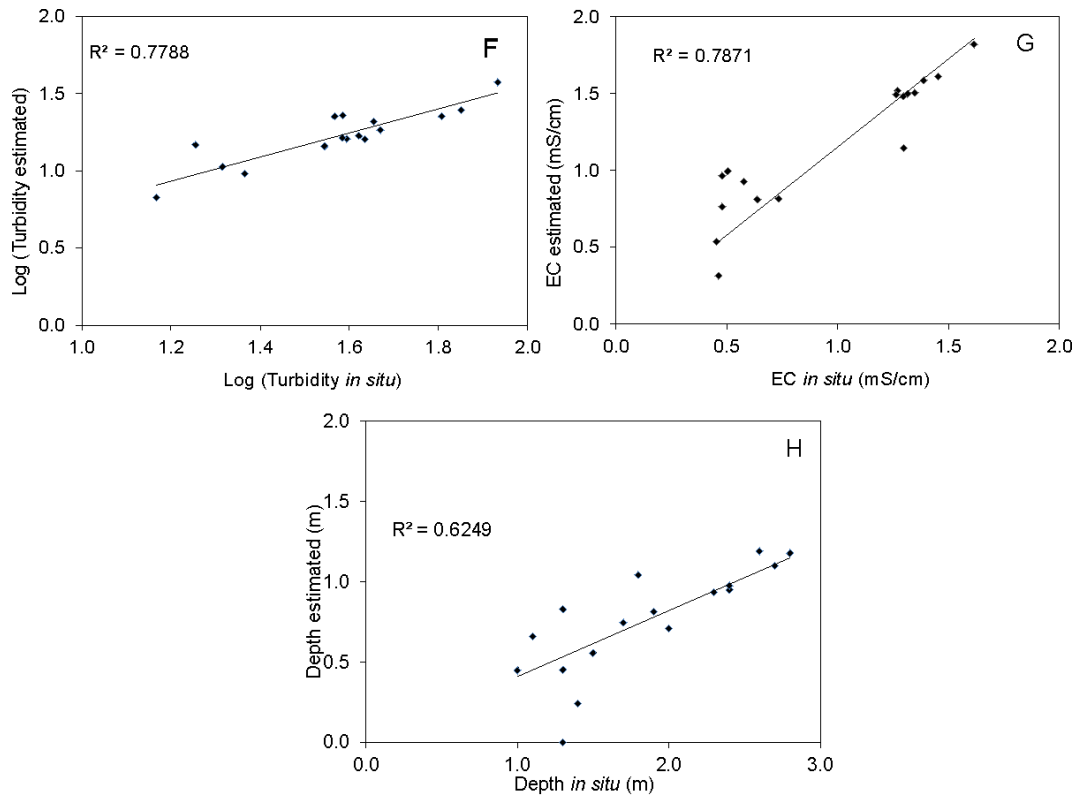 2.0
R² = 0.7788
F
1.5
1.0
0.5
0.0
Log (Turbidity estimated)
1.0
1.2
1.4
1.6
1.8
2.0
Log (Turbidity in situ)
2.0
R² = 0.7871
G
1.5
1.0
0.5
0.0
EC estimated (mS/cm)
0.0
0.5
1.0
1.5
2.0
EC in situ (mS/cm)
2.0
H
1.5
R² = 0.6249
1.0
0.5
0.0
Depth estimated (m)
0.0
1.0
2.0
3.0
Depth in situ (m)